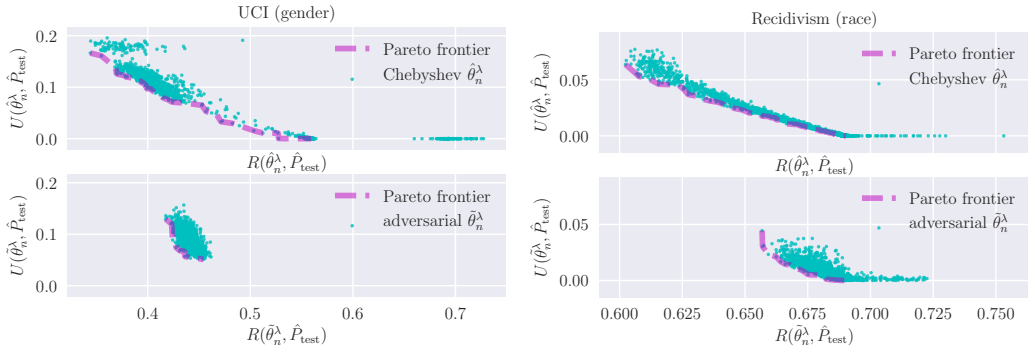 UCI (gender)
U(θ̂ₙ^λ, P̂_test)
0.2
0.1
0.0
Pareto frontier
Chebyshev θ̂ₙ^λ
R(θ̂ₙ^λ, P̂_test)
U(θ̃ₙ^λ, P̂_test)
0.2
0.1
0.0
Pareto frontier
adversarial θ̃ₙ^λ
0.4 0.5 0.6 0.7
R(θ̃ₙ^λ, P̂_test)
Recidivism (race)
U(θ̂ₙ^λ, P̂_test)
0.05
0.00
Pareto frontier
Chebyshev θ̂ₙ^λ
R(θ̂ₙ^λ, P̂_test)
U(θ̃ₙ^λ, P̂_test)
0.05
0.00
Pareto frontier
adversarial θ̃ₙ^λ
0.600 0.625 0.650 0.675 0.700 0.725 0.750
R(θ̃ₙ^λ, P̂_test)